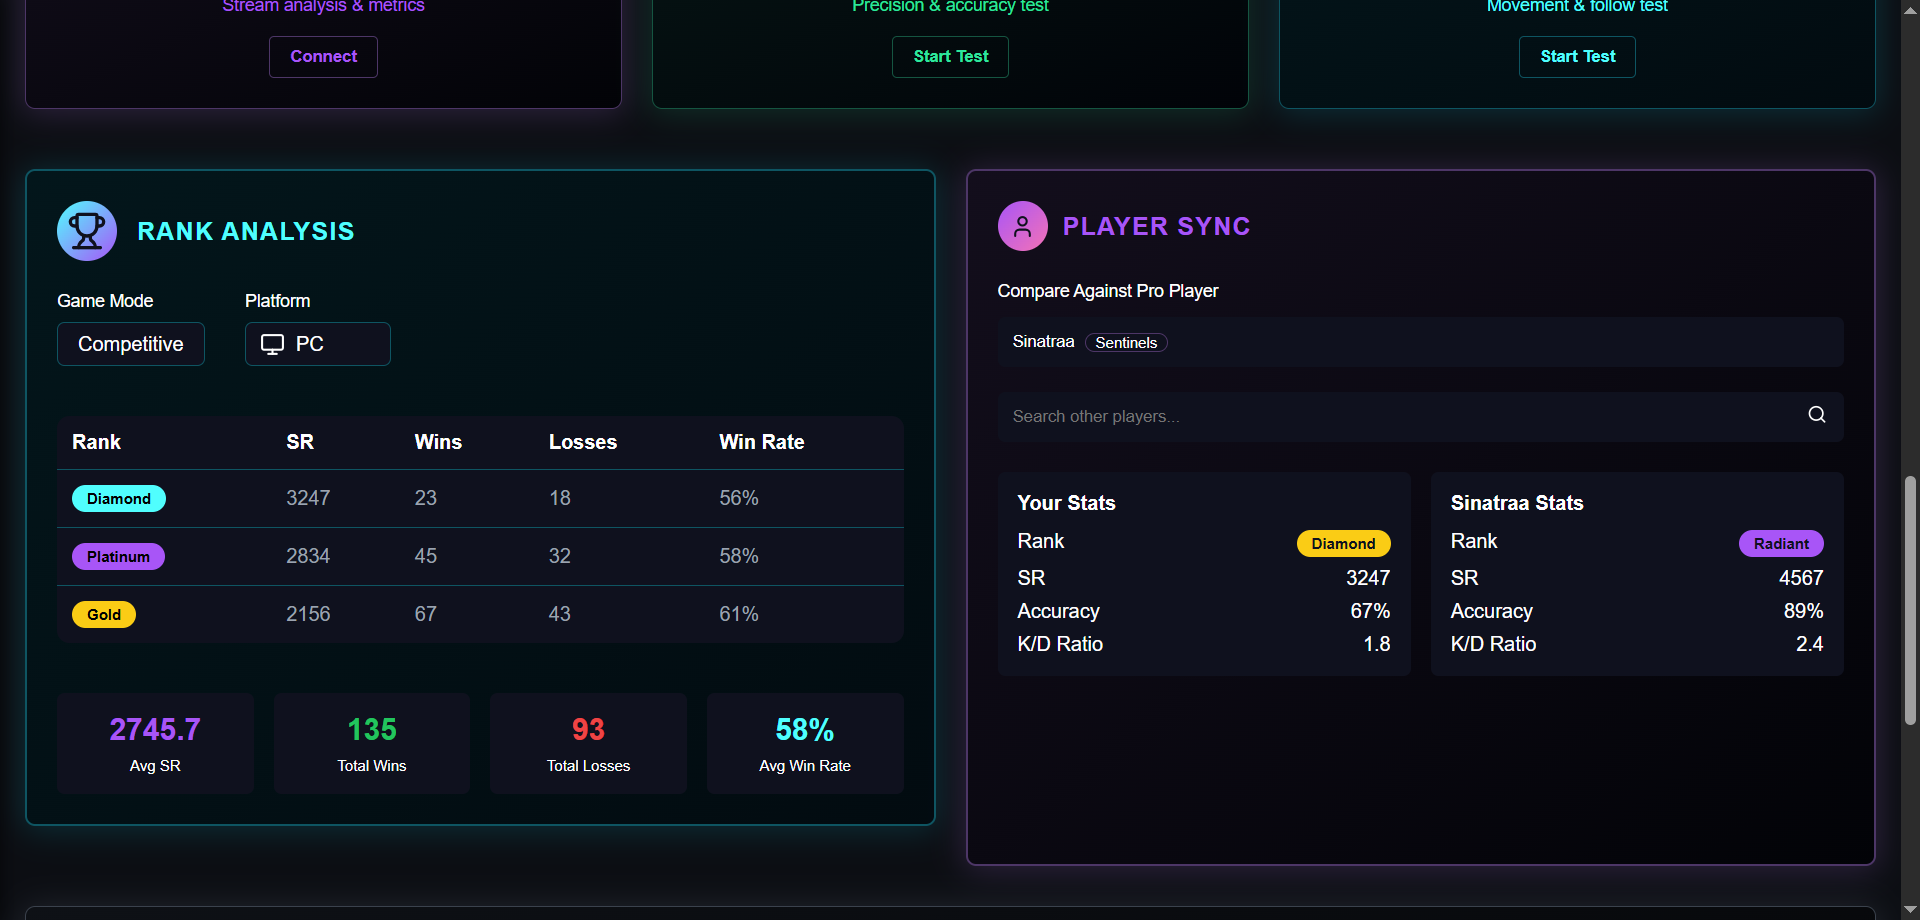 Stream analysis & metrics
Precision & accuracy test
Movement & follow test
Connect
Start Test
Start Test
RANK ANALYSIS
Game Mode Platform
Competitive PC
Rank SR Wins Losses Win Rate
Diamond 3247 23 18 56%
Platinum 2834 45 32 58%
Gold 2156 67 43 61%
2745.7 135 93 58%
Avg SR Total Wins Total Losses Avg Win Rate
PLAYER SYNC
Compare Against Pro Player
Sinatraa Sentinels
Search other players...
Your Stats
Rank Diamond
SR 3247
Accuracy 67%
K/D Ratio 1.8
Sinatraa Stats
Rank Radiant
SR 4567
Accuracy 89%
K/D Ratio 2.4